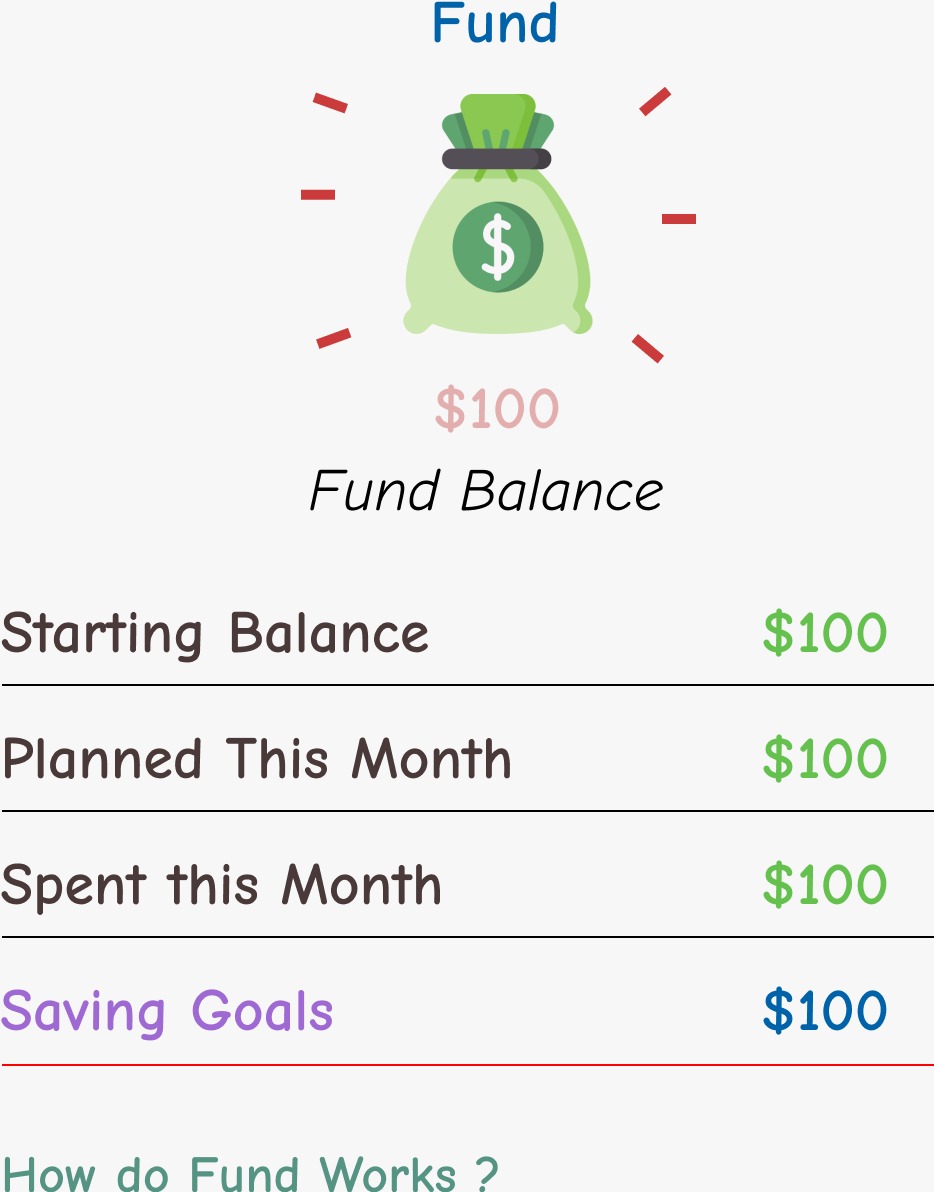 Fund
$
$100
Fund Balance
Starting Balance $100
Planned This Month $100
Spent this Month $100
Saving Goals $100
How do Fund Works ?